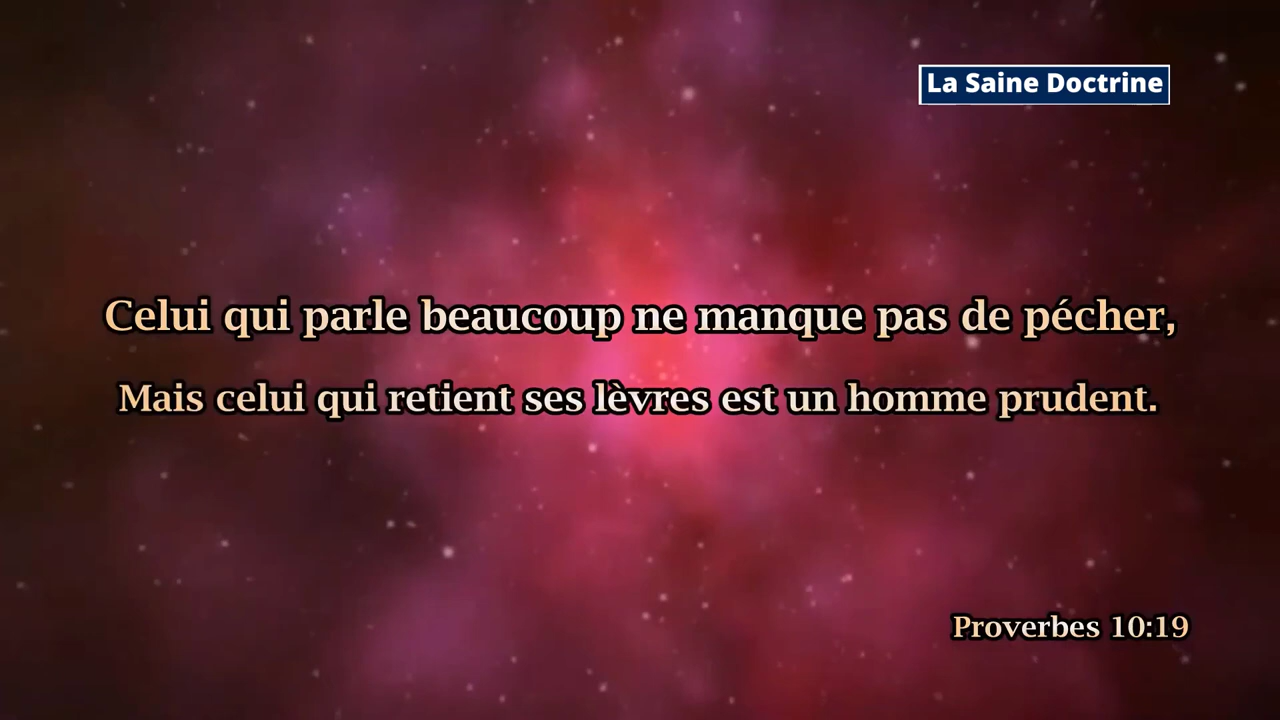 La Saine Doctrine
Celui qui parle beaucoup ne manque pas de pécher,
Mais celui qui retient ses lèvres est un homme prudent.
Proverbes 10:19